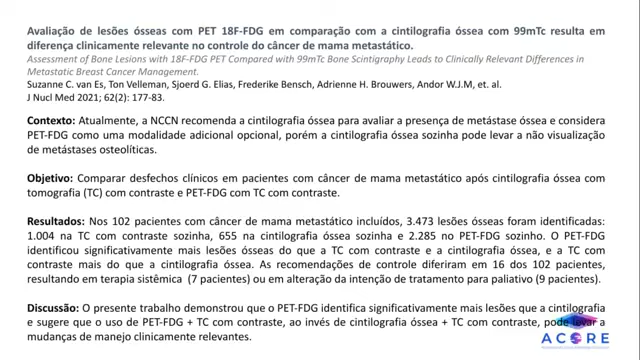 Avaliação de lesões ósseas com PET 18F-FDG em comparação com a cintilografia óssea com 99mTc resulta em
diferença clinicamente relevante no controle do câncer de mama metastático.
Assessment of Bone Lesions with 18F-FDG PET Compared with 99mTc Bone Scintigraphy Leads to Clinically Relevant Differences in
Metastatic Breast Cancer Management.
Suzanne C. van Es, Ton Velleman, Sjoerd G. Elias, Frederike Bensch, Adrienne H. Brouwers, Andor W.J.M, et. al.
J Nucl Med 2021; 62(2): 177-83.
Contexto: Atualmente, a NCCN recomenda a cintilografia óssea para avaliar a presença de metástase óssea e considera
PET-FDG como uma modalidade adicional opcional, porém a cintilografia óssea sozinha pode levar a não visualização
de metástases osteolíticas.
Objetivo: Comparar desfechos clínicos em pacientes com câncer de mama metastático após cintilografia óssea com
tomografia (TC) com contraste e PET-FDG com TC com contraste.
Resultados: Nos 102 pacientes com câncer de mama metastático incluídos, 3.473 lesões ósseas foram identificadas:
1.004 na TC com contraste sozinha, 655 na cintilografia óssea sozinha e 2.285 no PET-FDG sozinho. O PET-FDG
identificou significativamente mais lesões ósseas do que a TC com contraste e a cintilografia óssea, e a TC com
contraste mais do que a cintilografia óssea. As recomendações de controle diferiram em 16 dos 102 pacientes,
resultando em terapia sistêmica (7 pacientes) ou em alteração da intenção de tratamento para paliativo (9 pacientes).
Discussão: O presente trabalho demonstrou que o PET-FDG identifica significativamente mais lesões que a cintilografia
e sugere que o uso de PET-FDG + TC com contraste, ao invés de cintilografia óssea + TC com contraste, pode levar a
mudanças de manejo clinicamente relevantes.
ACORE